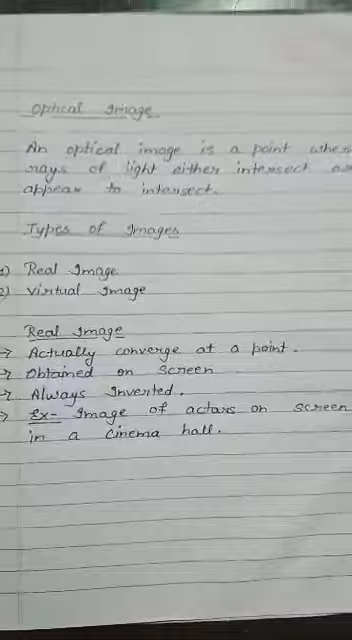 Optical Image
An optical image is a point where
rays of light either intersect or
appear to intersect.
Types of Images
1) Real Image
2) Virtual Image
Real Image
→ Actually converge at a point.
→ Obtained on screen
→ Always Inverted.
→ Ex- Image of actors on screen
in a cinema hall.